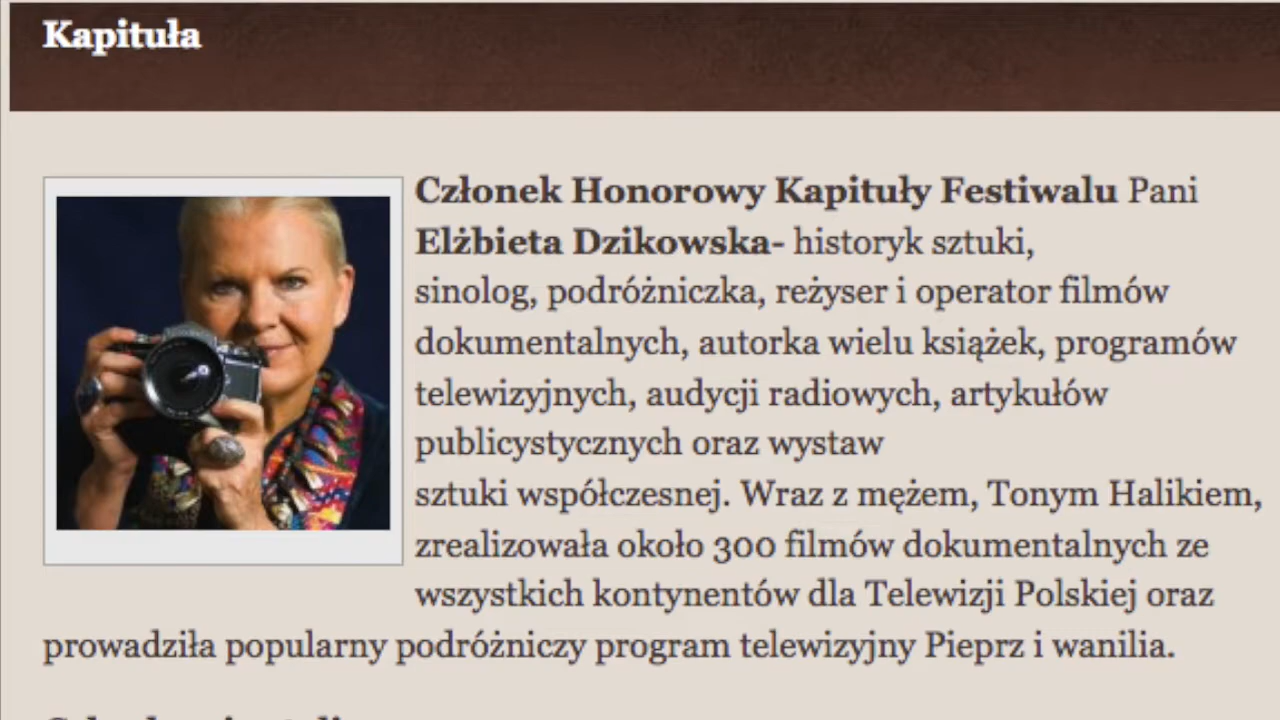 Kapituła
Członek Honorowy Kapituły Festiwalu Pani
Elżbieta Dzikowska- historyk sztuki,
sinolog, podróżniczka, reżyser i operator filmów
dokumentalnych, autorka wielu książek, programów
telewizyjnych, audycji radiowych, artykułów
publicystycznych oraz wystaw
sztuki współczesnej. Wraz z mężem, Tonym Halikiem,
zrealizowała około 300 filmów dokumentalnych ze
wszystkich kontynentów dla Telewizji Polskiej oraz
prowadziła popularny podróżniczy program telewizyjny Pieprz i wanilia.